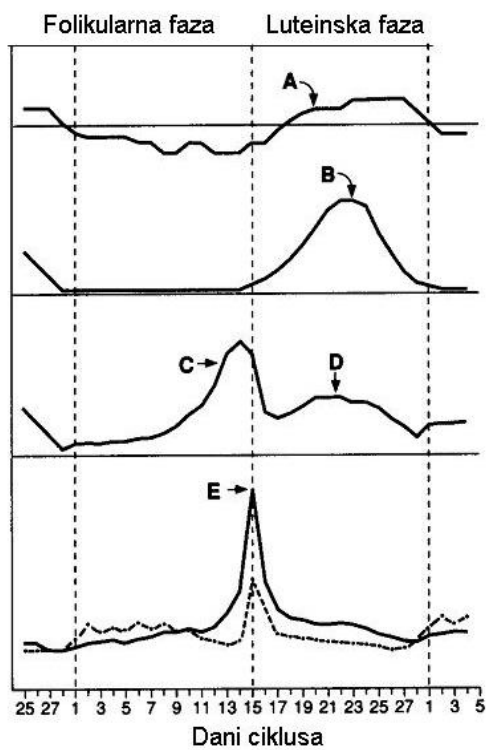 Folikularna faza Luteinska faza
A
B
C D
E
25 27 1 3 5 7 9 11 13 15 17 19 21 23 25 27 1 3 5
Dani ciklusa